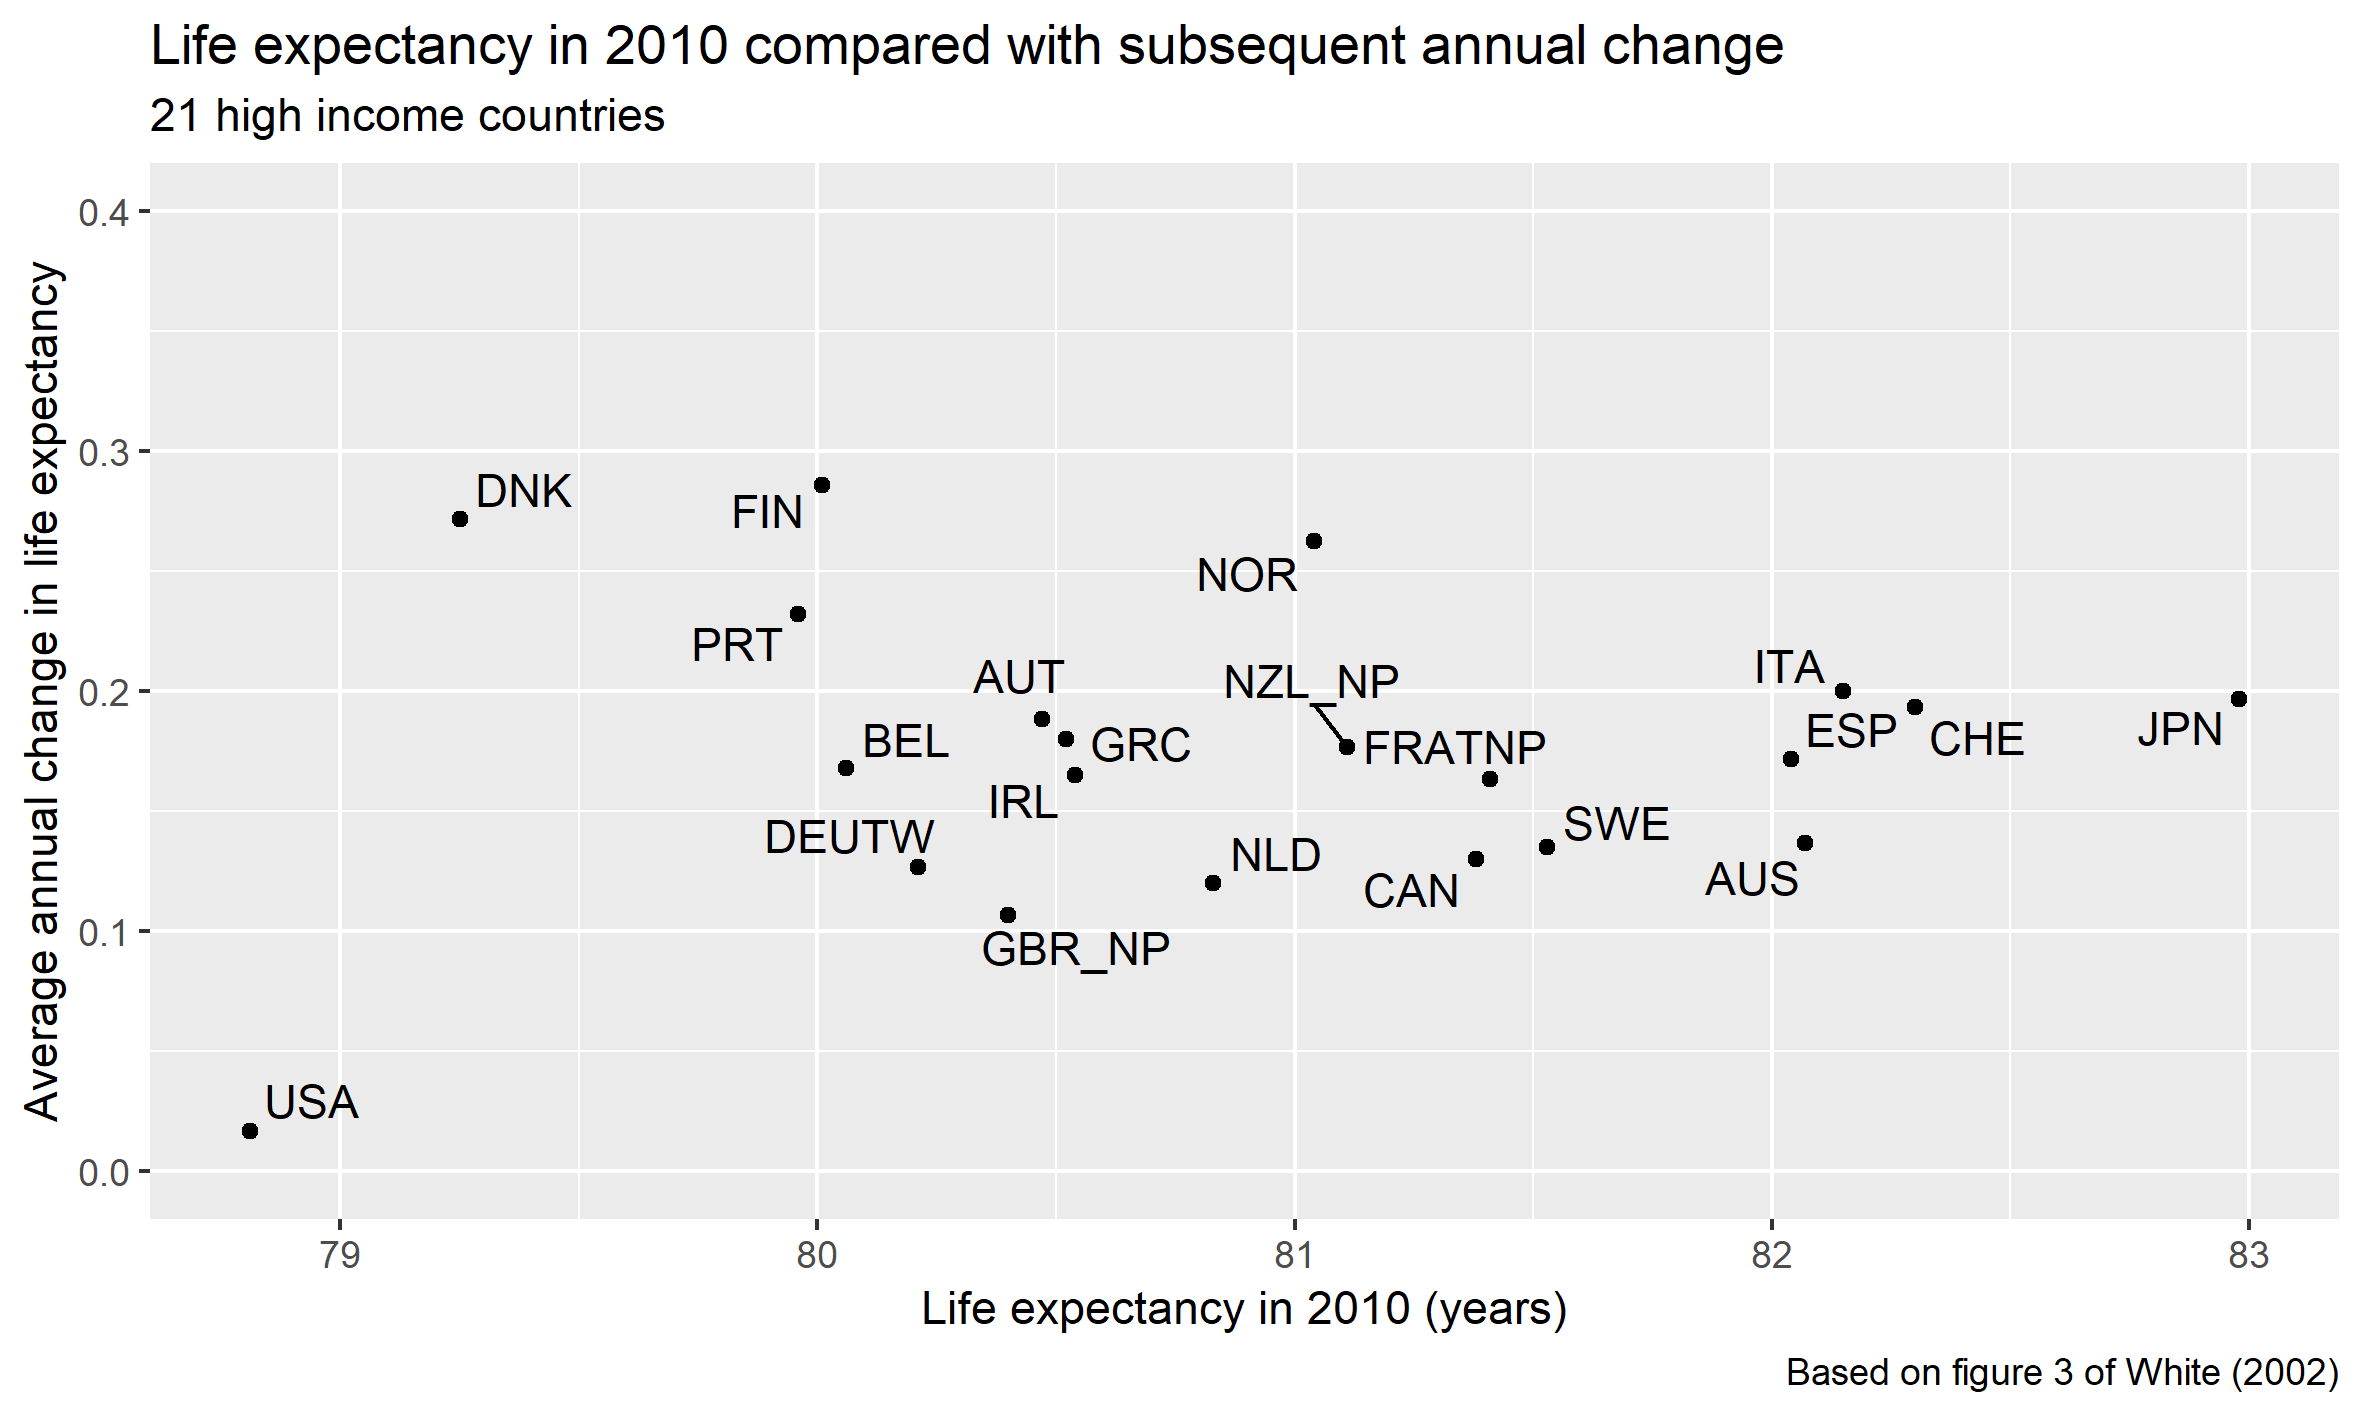 Life expectancy in 2010 compared with subsequent annual change
21 high income countries
Average annual change in life expectancy
0.4
0.3
0.2
0.1
0.0
DNK
FIN
NOR
PRT
AUT
NZL_NP
ITA
BEL
GRC
FRATNP
ESP
CHE
JPN
IRL
DEUTW
NLD
SWE
CAN
AUS
GBR_NP
USA
79
80
81
82
83
Life expectancy in 2010 (years)
Based on figure 3 of White (2002)